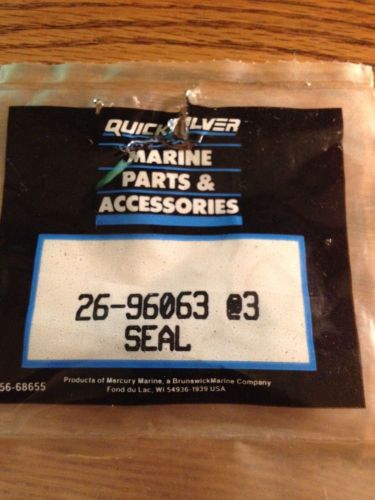 QUICKSILVER
MARINE
PARTS &
ACCESSORIES
26-96063 @3
SEAL
56-68655
Products of Mercury Marine, a BrunswickMarine Company
Fond du Lac, WI 54936-1939 USA